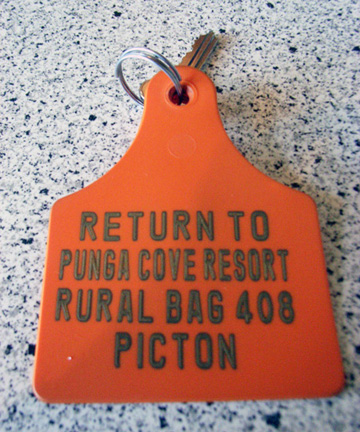 RETURN TO
PUNGA COVE RESORT
RURAL BAG 408
PICTON